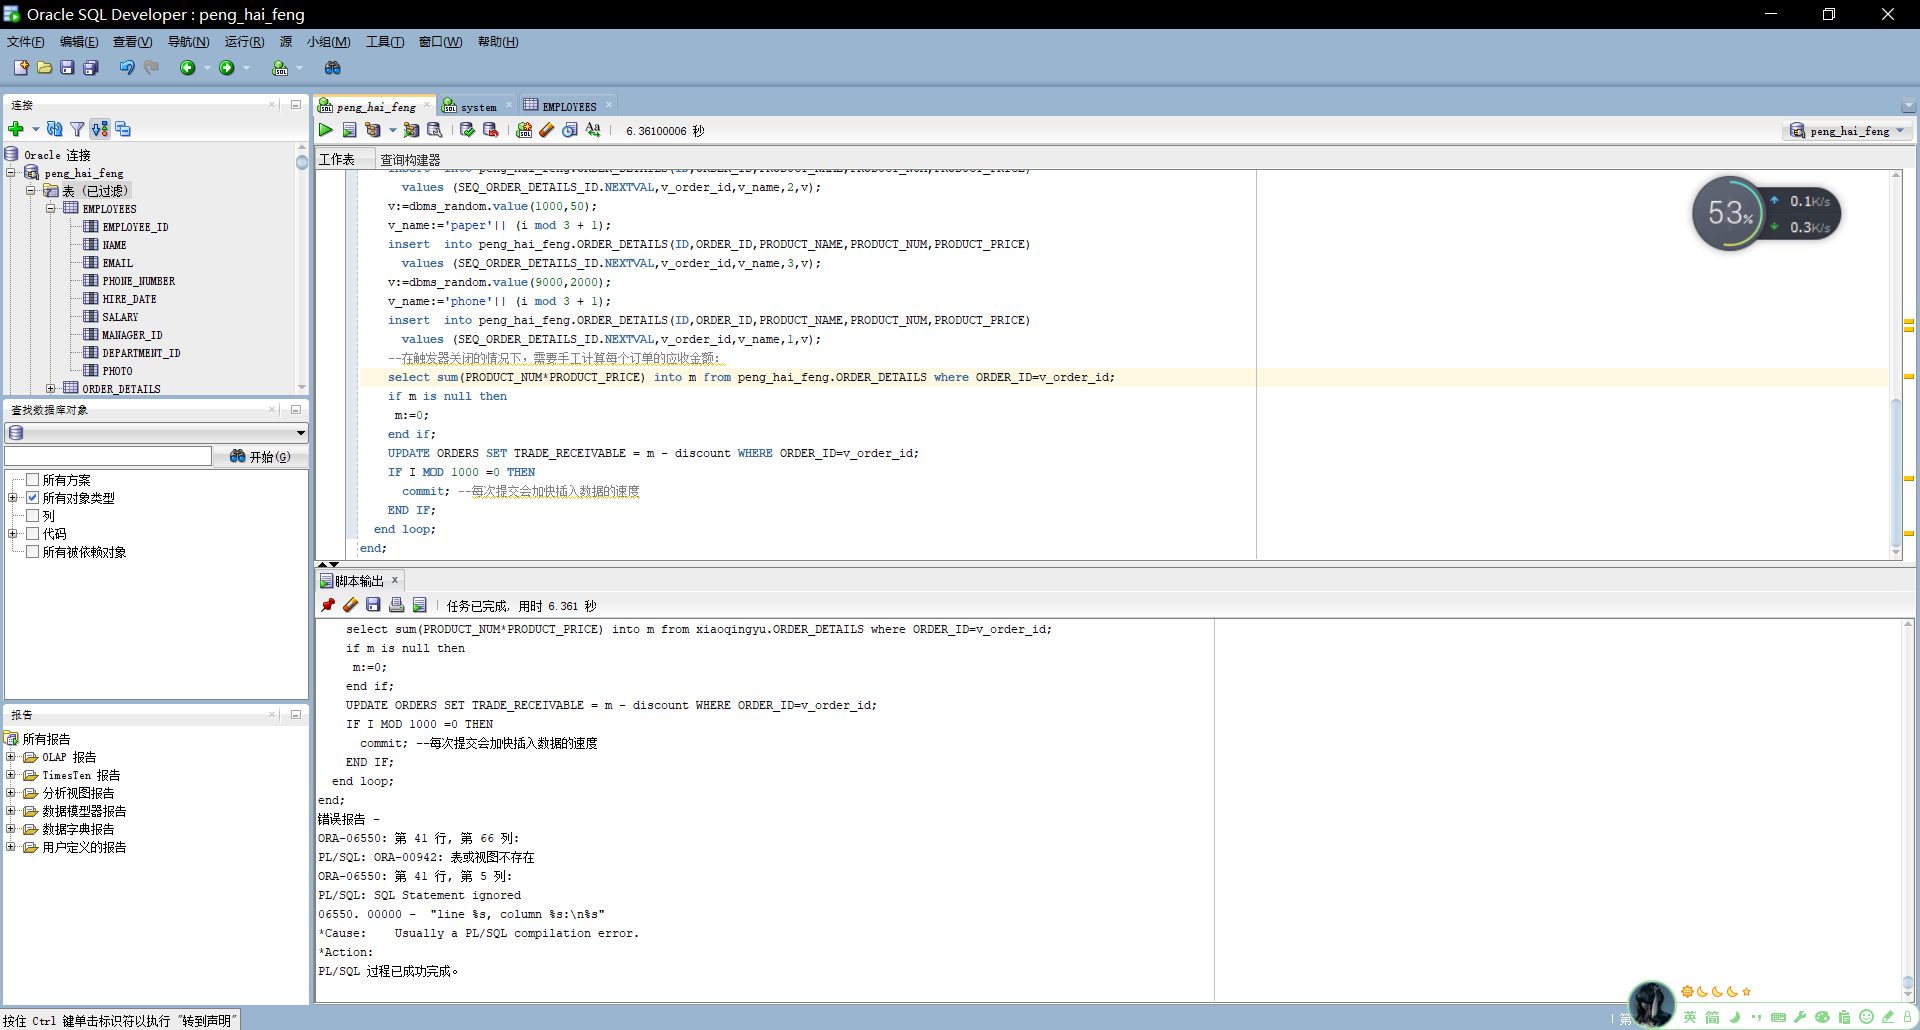 Oracle SQL Developer : peng_hai_feng
文件(F) 编辑(E) 查看(V) 导航(N) 运行(R) 源 小组(M) 工具(T) 窗口(W) 帮助(H)
连接
Oracle 连接
peng_hai_feng
表 (已过滤)
EMPLOYEES
EMPLOYEE_ID
NAME
EMAIL
PHONE_NUMBER
HIRE_DATE
SALARY
MANAGER_ID
DEPARTMENT_ID
PHOTO
ORDER_DETAILS
查找数据库对象
开始(G)
所有方案
所有对象类型
列
代码
所有被依赖对象
报告
所有报告
OLAP 报告
TimesTen 报告
分析视图报告
数据模型器报告
数据字典报告
用户定义的报告
peng_hai_feng system EMPLOYEES
6.36100006 秒
peng_hai_feng
工作表 查询构建器
insert  into peng_hai_feng.ORDER_DETAILS(ID,ORDER_ID,PRODUCT_NAME,PRODUCT_NUM,PRODUCT_PRICE)
values (SEQ_ORDER_DETAILS_ID.NEXTVAL,v_order_id,v_name,2,v);
v:=dbms_random.value(1000,50);
v_name:='paper'|| (i mod 3 + 1);
insert  into peng_hai_feng.ORDER_DETAILS(ID,ORDER_ID,PRODUCT_NAME,PRODUCT_NUM,PRODUCT_PRICE)
values (SEQ_ORDER_DETAILS_ID.NEXTVAL,v_order_id,v_name,3,v);
v:=dbms_random.value(9000,2000);
v_name:='phone'|| (i mod 3 + 1);
insert  into peng_hai_feng.ORDER_DETAILS(ID,ORDER_ID,PRODUCT_NAME,PRODUCT_NUM,PRODUCT_PRICE)
values (SEQ_ORDER_DETAILS_ID.NEXTVAL,v_order_id,v_name,1,v);
--在触发器关闭的情况下，需要手工计算每个订单的应收金额：
select sum(PRODUCT_NUM*PRODUCT_PRICE) into m from peng_hai_feng.ORDER_DETAILS where ORDER_ID=v_order_id;
if m is null then
m:=0;
end if;
UPDATE ORDERS SET TRADE_RECEIVABLE = m - discount WHERE ORDER_ID=v_order_id;
IF I MOD 1000 =0 THEN
commit; --每次提交会加快插入数据的速度
END IF;
end loop;
end;
53%
0.1K/s
0.3K/s
脚本输出
任务已完成, 用时 6.361 秒
select sum(PRODUCT_NUM*PRODUCT_PRICE) into m from xiaoqingyu.ORDER_DETAILS where ORDER_ID=v_order_id;
if m is null then
m:=0;
end if;
UPDATE ORDERS SET TRADE_RECEIVABLE = m - discount WHERE ORDER_ID=v_order_id;
IF I MOD 1000 =0 THEN
commit; --每次提交会加快插入数据的速度
END IF;
end loop;
end;
错误报告 -
ORA-06550: 第 41 行, 第 66 列:
PL/SQL: ORA-00942: 表或视图不存在
ORA-06550: 第 41 行, 第 5 列:
PL/SQL: SQL Statement ignored
06550. 00000 -  "line %s, column %s:\n%s"
*Cause:    Usually a PL/SQL compilation error.
*Action:
PL/SQL 过程已成功完成。
按住 Ctrl 键单击标识符以执行 "转到声明"
第
英 简